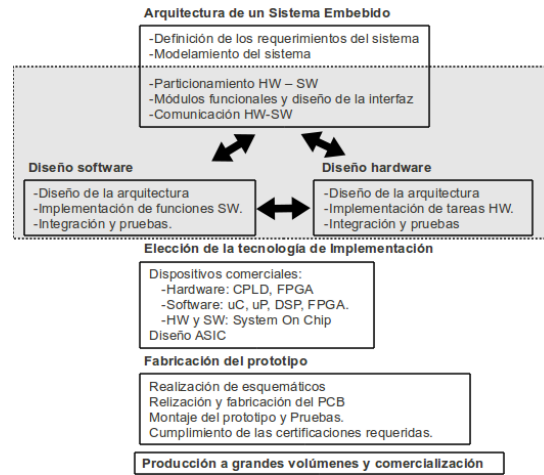 Arquitectura de un Sistema Embebido
-Definición de los requerimientos del sistema
-Modelamiento del sistema
-Particionamiento HW – SW
-Módulos funcionales y diseño de la interfaz
-Comunicación HW-SW
Diseño software
-Diseño de la arquitectura
-Implementación de funciones SW.
-Integración y pruebas.
Diseño hardware
-Diseño de la arquitectura
-Implementación de tareas HW.
-Integración y pruebas
Elección de la tecnología de Implementación
Dispositivos comerciales:
-Hardware: CPLD, FPGA
-Software: uC, uP, DSP, FPGA.
-HW y SW: System On Chip
Diseño ASIC
Fabricación del prototipo
Realización de esquemáticos
Relización y fabricación del PCB
Montaje del prototipo y Pruebas.
Cumplimiento de las certificaciones requeridas.
Producción a grandes volúmenes y comercialización